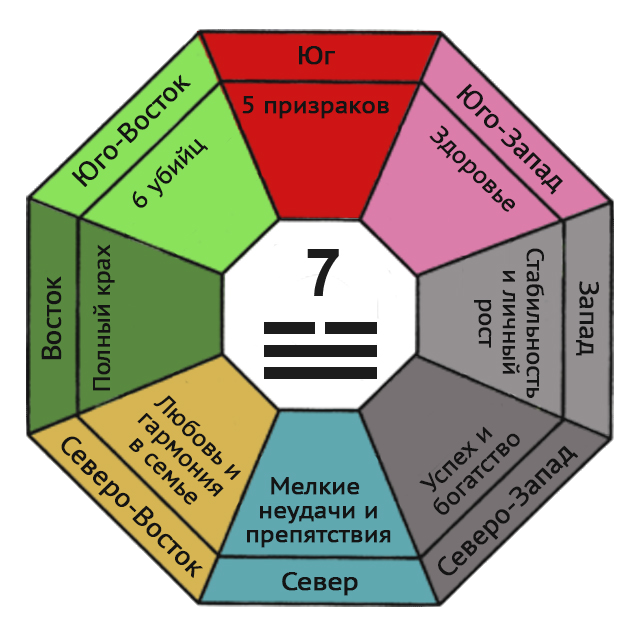 Юг
5 призраков
Юго-Запад
Здоровье
Запад
Стабильность
и личный
рост
Северо-Запад
Успех и
богатство
Север
Мелкие
неудачи и
препятствия
Северо-Восток
Любовь и
гармония
в семье
Восток
Полный крах
Юго-Восток
6 убийц
7